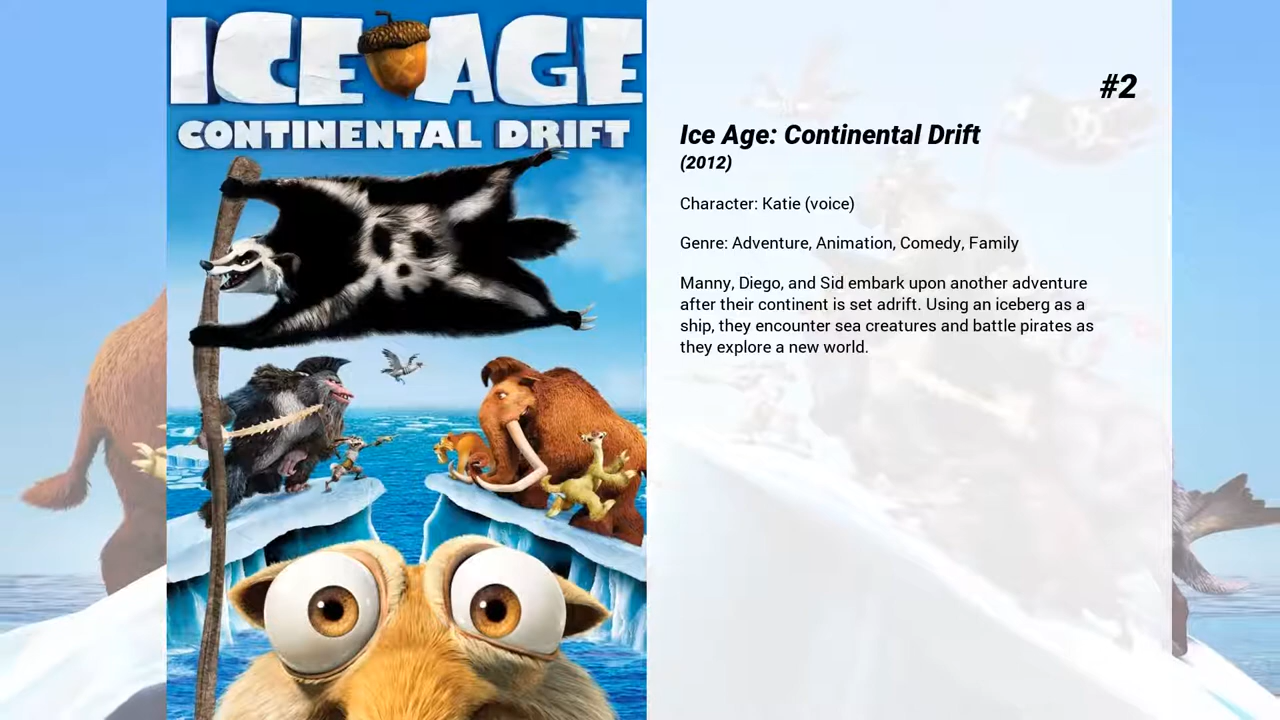 ICE AGE
CONTINENTAL DRIFT
#2
Ice Age: Continental Drift
(2012)
Character: Katie (voice)
Genre: Adventure, Animation, Comedy, Family
Manny, Diego, and Sid embark upon another adventure
after their continent is set adrift. Using an iceberg as a
ship, they encounter sea creatures and battle pirates as
they explore a new world.